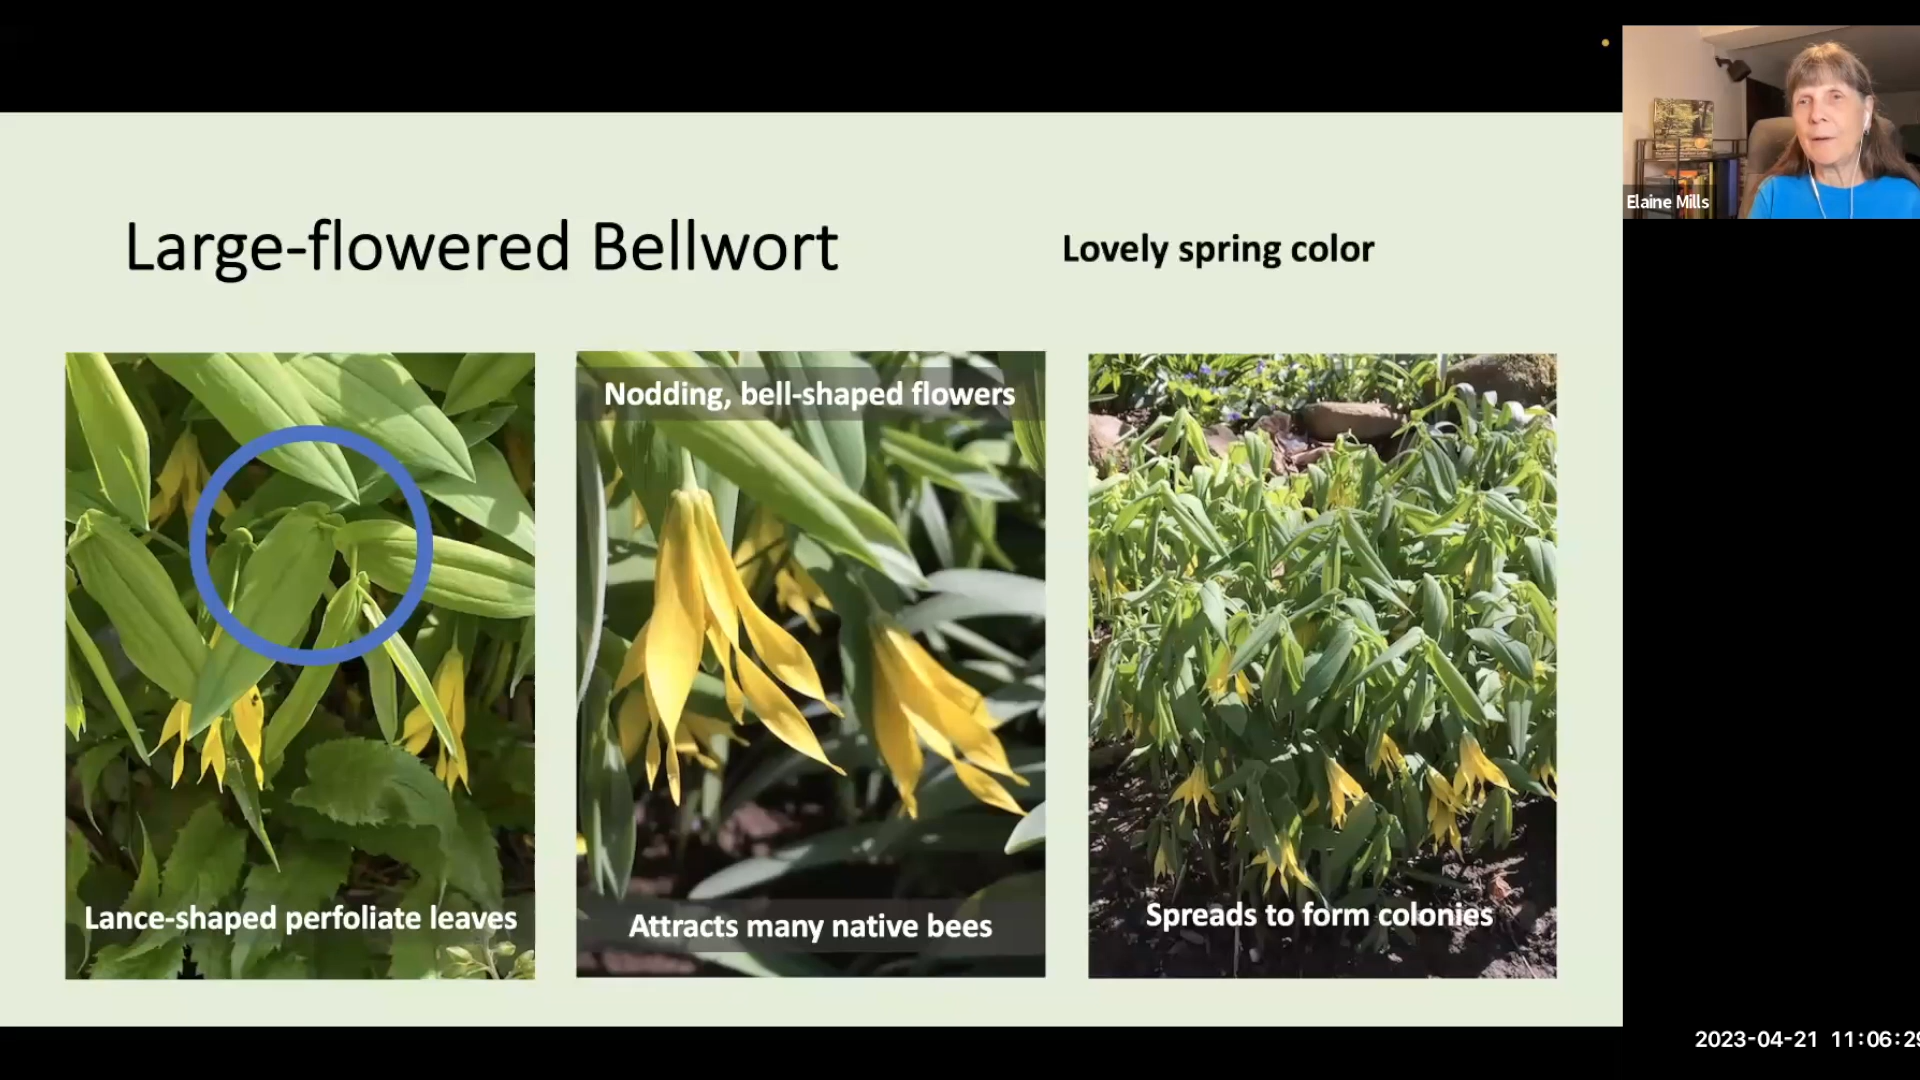 Elaine Mills
Large-flowered Bellwort
Lovely spring color
Nodding, bell-shaped flowers
Lance-shaped perfoliate leaves
Attracts many native bees
Spreads to form colonies
2023-04-21 11:06:29